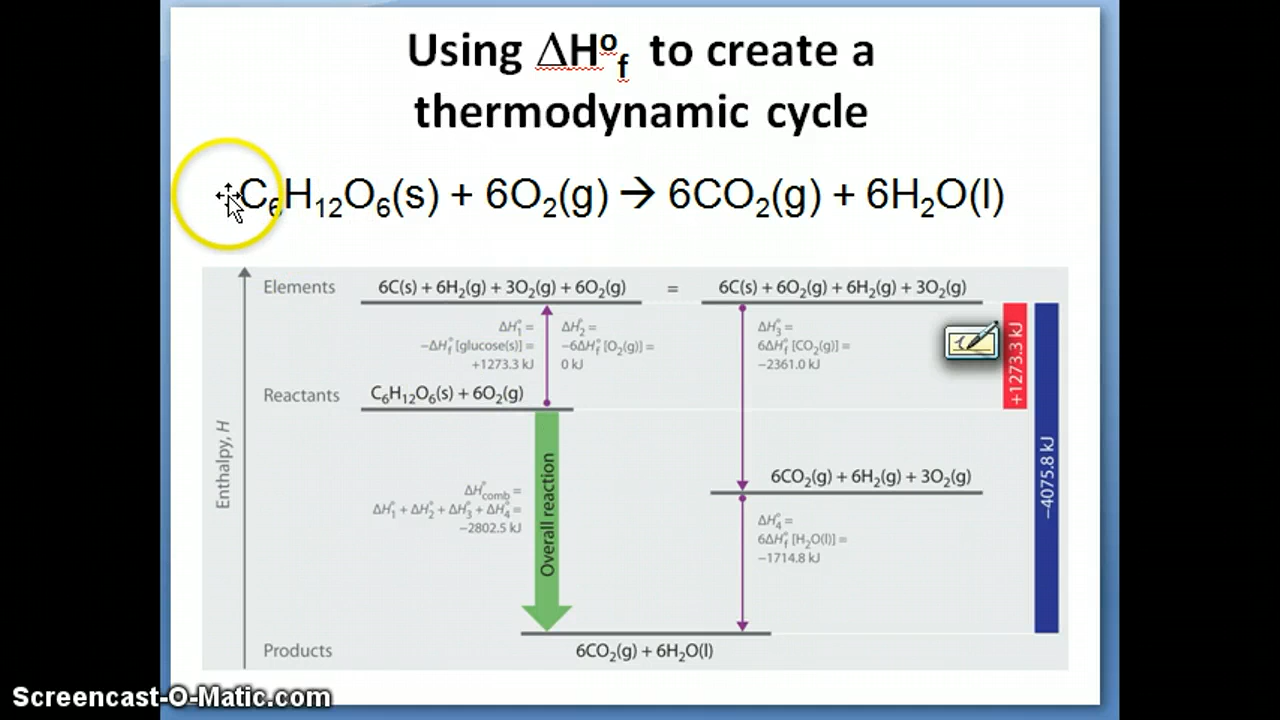 Using ΔH°f to create a
thermodynamic cycle
C₆H₁₂O₆(s) + 6O₂(g) → 6CO₂(g) + 6H₂O(l)
Elements
6C(s) + 6H₂(g) + 3O₂(g) + 6O₂(g)
=
6C(s) + 6O₂(g) + 6H₂(g) + 3O₂(g)
ΔH°₁ =
−ΔH°f [glucose(s)] =
+1273.3 kJ
ΔH°₂ =
−6ΔH°f [O₂(g)] =
0 kJ
ΔH°₃ =
6ΔH°f [CO₂(g)] =
−2361.0 kJ
+1273.3 kJ
Reactants
C₆H₁₂O₆(s) + 6O₂(g)
Enthalpy, H
ΔH°comb =
ΔH°₁ + ΔH°₂ + ΔH°₃ + ΔH°₄ =
−2802.5 kJ
Overall reaction
6CO₂(g) + 6H₂(g) + 3O₂(g)
ΔH°₄ =
6ΔH°f [H₂O(l)] =
−1714.8 kJ
−4075.8 kJ
Products
6CO₂(g) + 6H₂O(l)
Screencast-O-Matic.com